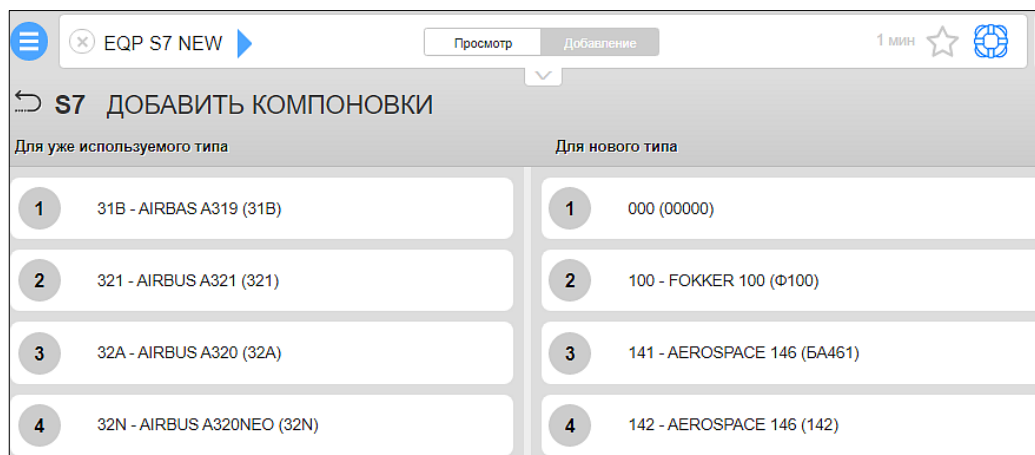 EQP S7 NEW
Просмотр Добавление
1 мин
S7 ДОБАВИТЬ КОМПОНОВКИ
Для уже используемого типа
1 31B - AIRBAS A319 (31B)
2 321 - AIRBUS A321 (321)
3 32A - AIRBUS A320 (32A)
4 32N - AIRBUS A320NEO (32N)
Для нового типа
1 000 (00000)
2 100 - FOKKER 100 (Ф100)
3 141 - AEROSPACE 146 (БА461)
4 142 - AEROSPACE 146 (142)